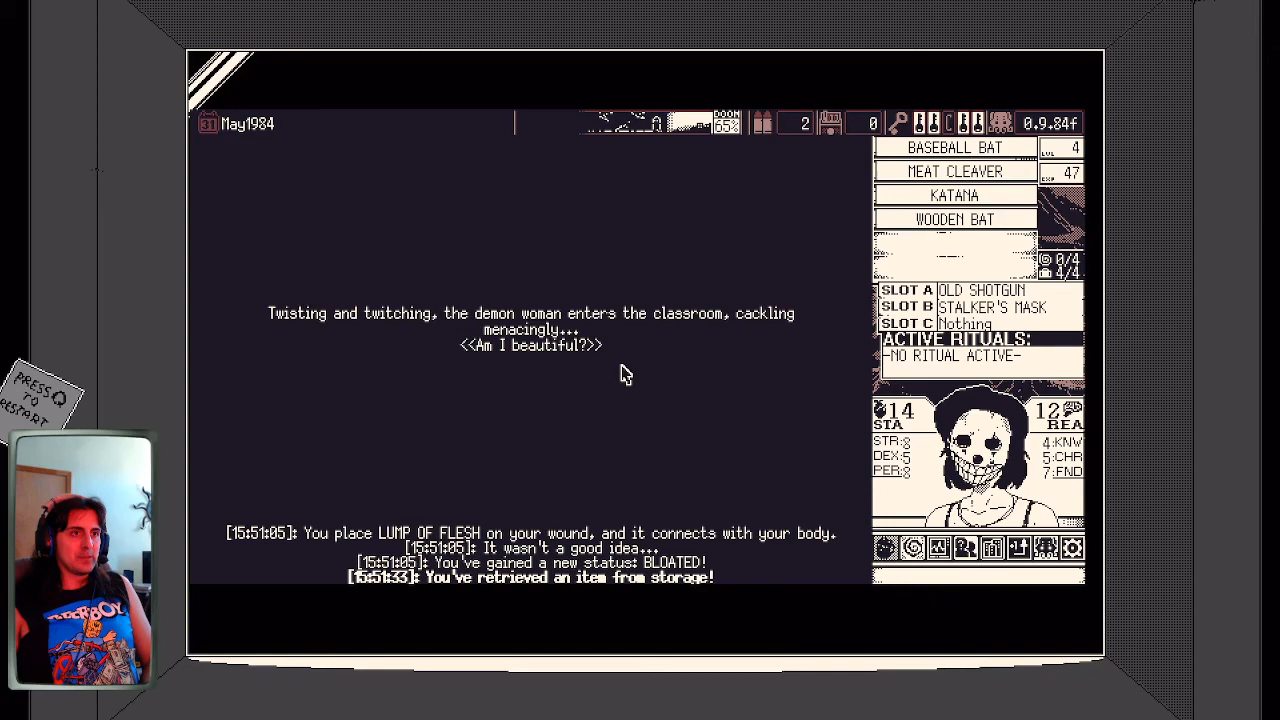 31 May1984
DOOM
65%
2
0
C
0.9.84f
BASEBALL BAT
LVL 4
MEAT CLEAVER
EXP 47
KATANA
WOODEN BAT
---
0/4
4/4
SLOT A OLD SHOTGUN
SLOT B STALKER'S MASK
SLOT C Nothing
ACTIVE RITUALS:
-NO RITUAL ACTIVE-
14
STA
12
REA
STR:8
DEX:5
PER:8
4:KNW
5:CHR
7:FND
Twisting and twitching, the demon woman enters the classroom, cackling
menacingly...
<<Am I beautiful?>>
[15:51:05]: You place LUMP OF FLESH on your wound, and it connects with your body.
[15:51:05]: It wasn't a good idea...
[15:51:05]: You've gained a new status: BLOATED!
[15:51:33]: You've retrieved an item from storage!
PRESS Q
TO
RESTART